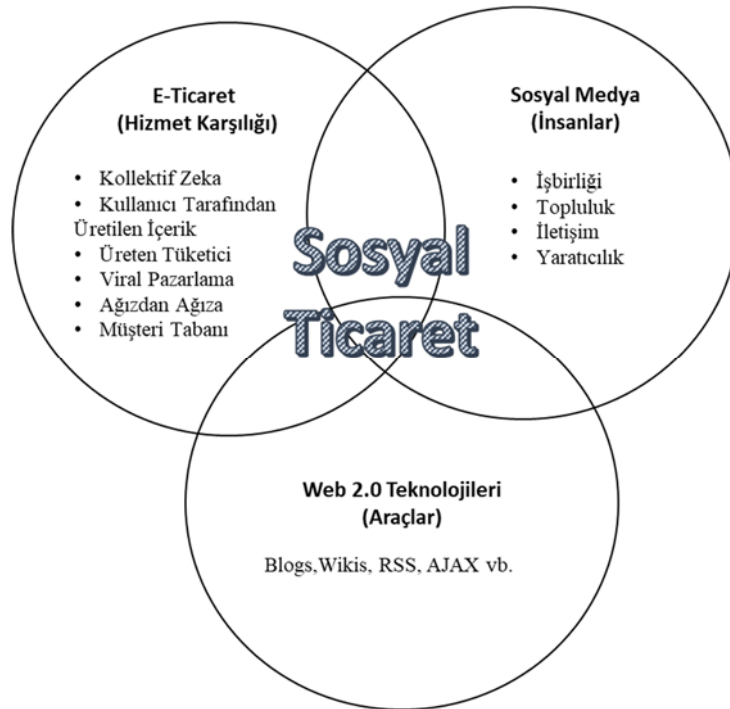 E-Ticaret
(Hizmet Karşılığı)
• Kollektif Zeka
• Kullanıcı Tarafından
Üretilen İçerik
• Üreten Tüketici
• Viral Pazarlama
• Ağızdan Ağıza
• Müşteri Tabanı
Sosyal Medya
(İnsanlar)
• İşbirliği
• Topluluk
• İletişim
• Yaratıcılık
Sosyal
Ticaret
Web 2.0 Teknolojileri
(Araçlar)
Blogs,Wikis, RSS, AJAX vb.